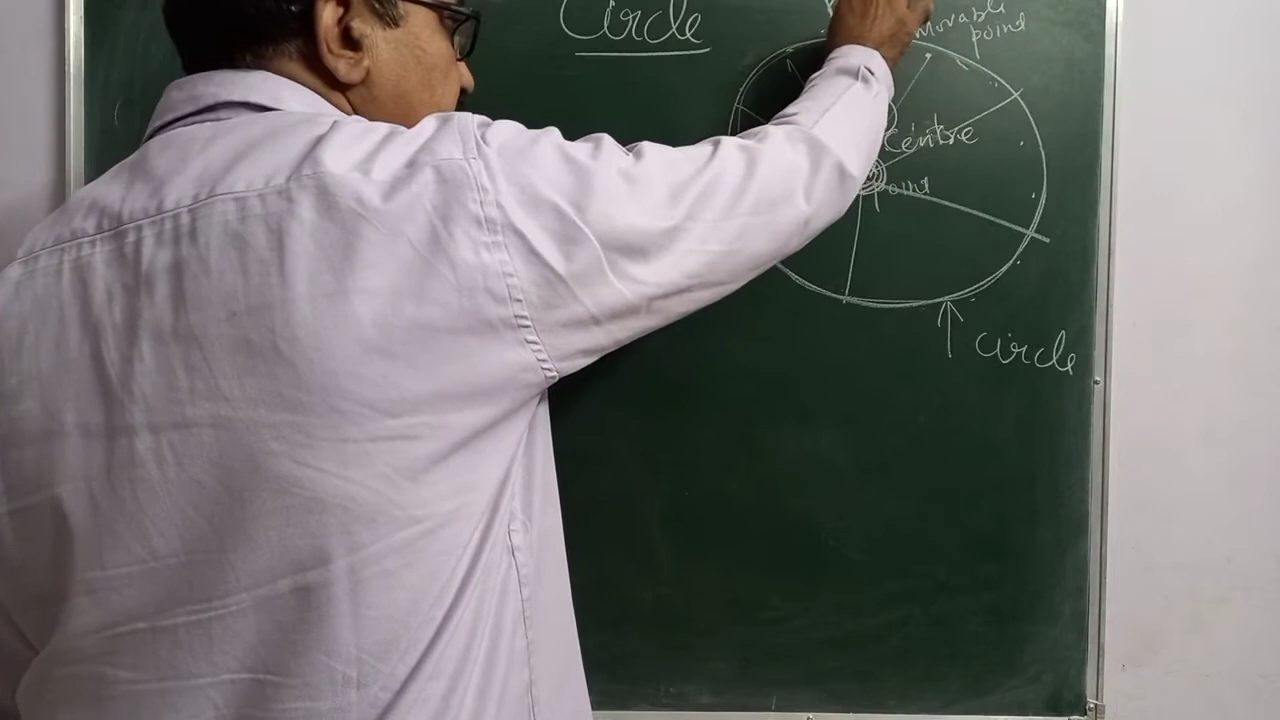 Circle
movable
point
Centre
point
circle